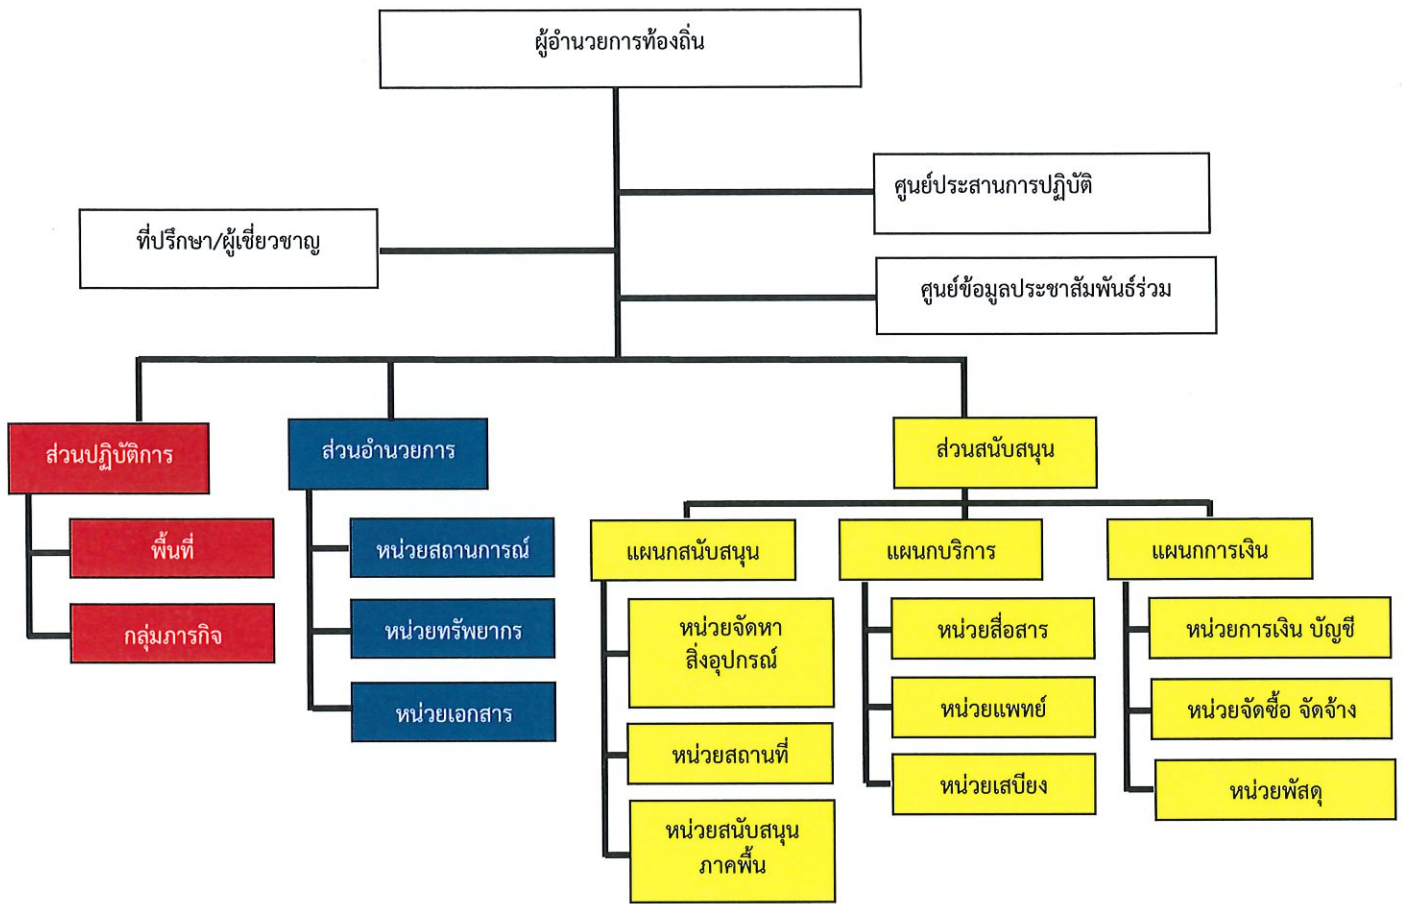 ผู้อำนวยการท้องถิ่น
ศูนย์ประสานการปฏิบัติ
ที่ปรึกษา/ผู้เชี่ยวชาญ
ศูนย์ข้อมูลประชาสัมพันธ์ร่วม
ส่วนปฏิบัติการ
พื้นที่
กลุ่มภารกิจ
ส่วนอำนวยการ
หน่วยสถานการณ์
หน่วยทรัพยากร
หน่วยเอกสาร
ส่วนสนับสนุน
แผนกสนับสนุน
หน่วยจัดหา
สิ่งอุปกรณ์
หน่วยสถานที่
หน่วยสนับสนุน
ภาคพื้น
แผนกบริการ
หน่วยสื่อสาร
หน่วยแพทย์
หน่วยเสบียง
แผนกการเงิน
หน่วยการเงิน บัญชี
หน่วยจัดซื้อ จัดจ้าง
หน่วยพัสดุ